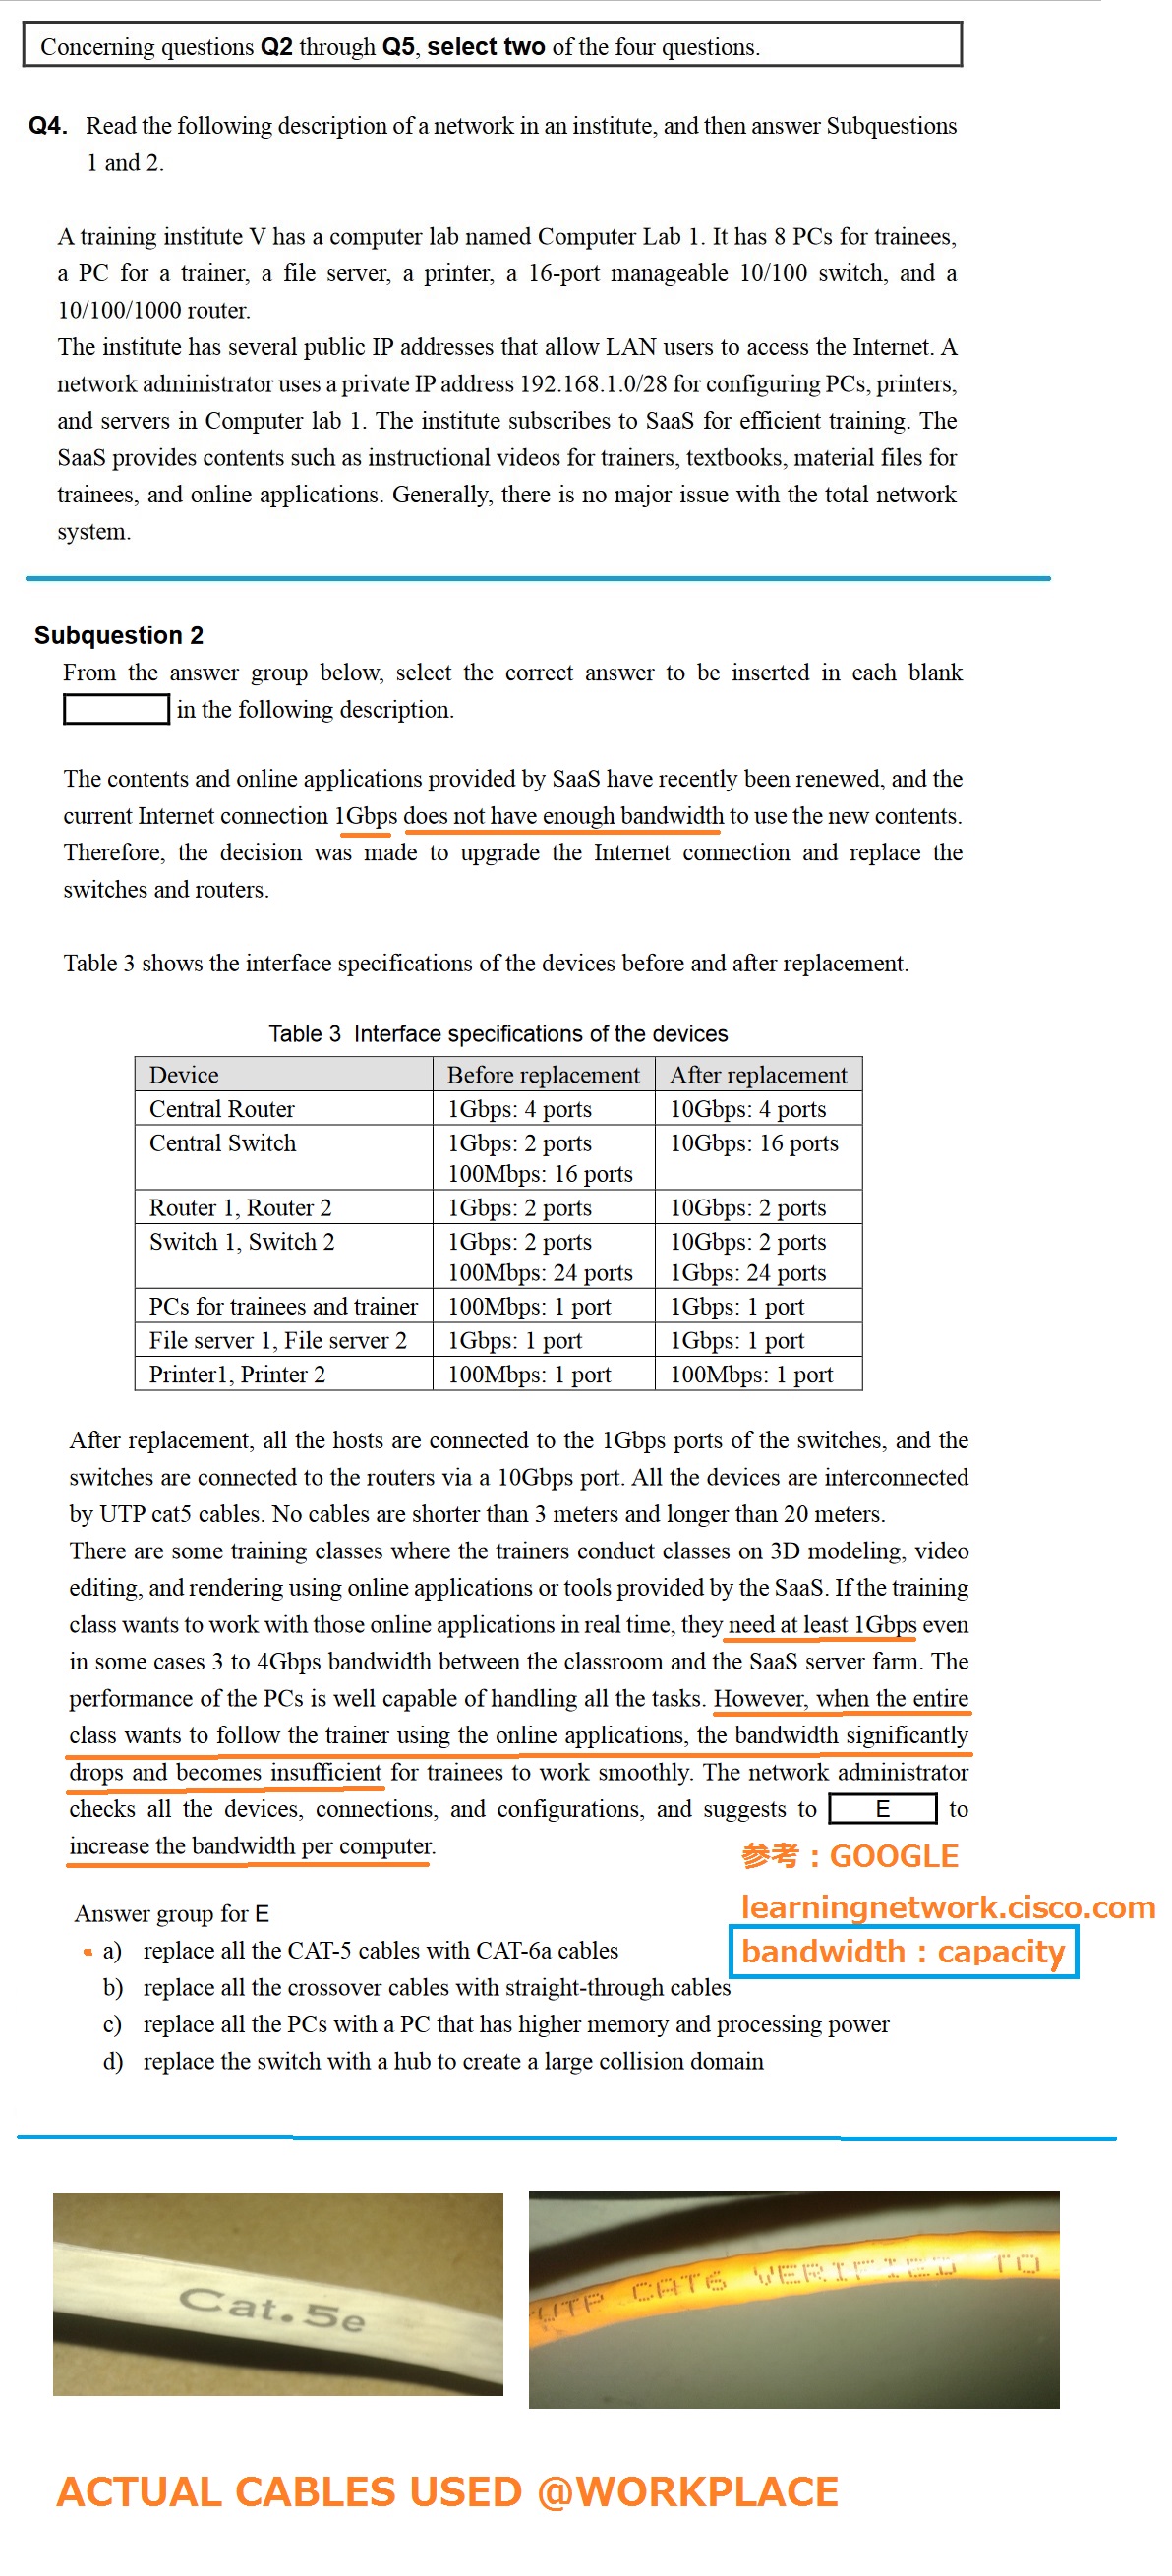 Concerning questions Q2 through Q5, select two of the four questions.
Q4. Read the following description of a network in an institute, and then answer Subquestions
1 and 2.
A training institute V has a computer lab named Computer Lab 1. It has 8 PCs for trainees,
a PC for a trainer, a file server, a printer, a 16-port manageable 10/100 switch, and a
10/100/1000 router.
The institute has several public IP addresses that allow LAN users to access the Internet. A
network administrator uses a private IP address 192.168.1.0/28 for configuring PCs, printers,
and servers in Computer lab 1. The institute subscribes to SaaS for efficient training. The
SaaS provides contents such as instructional videos for trainers, textbooks, material files for
trainees, and online applications. Generally, there is no major issue with the total network
system.
Subquestion 2
From the answer group below, select the correct answer to be inserted in each blank
in the following description.
The contents and online applications provided by SaaS have recently been renewed, and the
current Internet connection 1Gbps does not have enough bandwidth to use the new contents.
Therefore, the decision was made to upgrade the Internet connection and replace the
switches and routers.
Table 3 shows the interface specifications of the devices before and after replacement.
Table 3 Interface specifications of the devices
Device Before replacement After replacement
Central Router 1Gbps: 4 ports 10Gbps: 4 ports
Central Switch 1Gbps: 2 ports 10Gbps: 16 ports
100Mbps: 16 ports
Router 1, Router 2 1Gbps: 2 ports 10Gbps: 2 ports
Switch 1, Switch 2 1Gbps: 2 ports 10Gbps: 2 ports
100Mbps: 24 ports 1Gbps: 24 ports
PCs for trainees and trainer 100Mbps: 1 port 1Gbps: 1 port
File server 1, File server 2 1Gbps: 1 port 1Gbps: 1 port
Printer1, Printer 2 100Mbps: 1 port 100Mbps: 1 port
After replacement, all the hosts are connected to the 1Gbps ports of the switches, and the
switches are connected to the routers via a 10Gbps port. All the devices are interconnected
by UTP cat5 cables. No cables are shorter than 3 meters and longer than 20 meters.
There are some training classes where the trainers conduct classes on 3D modeling, video
editing, and rendering using online applications or tools provided by the SaaS. If the training
class wants to work with those online applications in real time, they need at least 1Gbps even
in some cases 3 to 4Gbps bandwidth between the classroom and the SaaS server farm. The
performance of the PCs is well capable of handling all the tasks. However, when the entire
class wants to follow the trainer using the online applications, the bandwidth significantly
drops and becomes insufficient for trainees to work smoothly. The network administrator
checks all the devices, connections, and configurations, and suggests to E to
increase the bandwidth per computer.
参考：GOOGLE
learningnetwork.cisco.com
bandwidth : capacity
Answer group for E
a) replace all the CAT-5 cables with CAT-6a cables
b) replace all the crossover cables with straight-through cables
c) replace all the PCs with a PC that has higher memory and processing power
d) replace the switch with a hub to create a large collision domain
Cat.5e
UTP CAT6 VERIFIED TO
ACTUAL CABLES USED @WORKPLACE